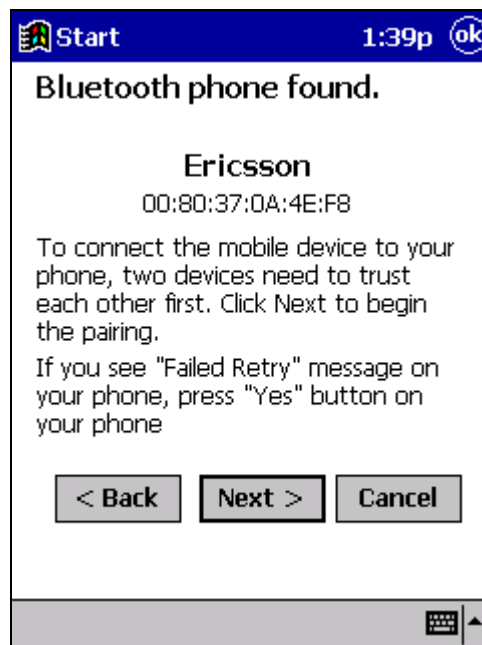 Start 1:39p ok
Bluetooth phone found.
Ericsson
00:80:37:0A:4E:F8
To connect the mobile device to your
phone, two devices need to trust
each other first. Click Next to begin
the pairing.
If you see "Failed Retry" message on
your phone, press "Yes" button on
your phone
< Back Next > Cancel